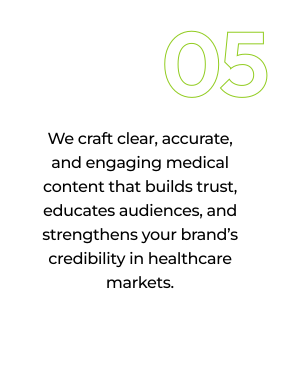 05
We craft clear, accurate,
and engaging medical
content that builds trust,
educates audiences, and
strengthens your brand’s
credibility in healthcare
markets.